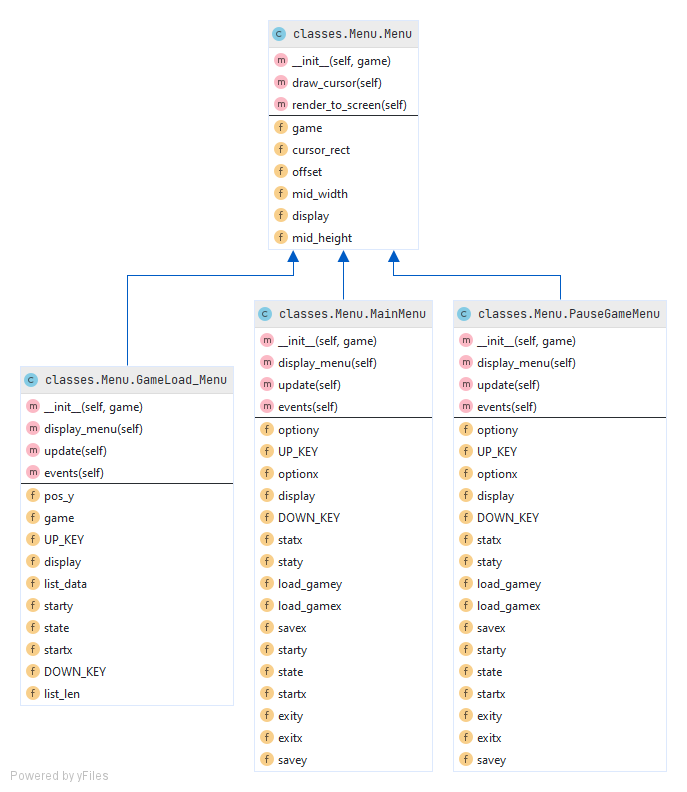 C classes.Menu.Menu
m __init__(self, game)
m draw_cursor(self)
m render_to_screen(self)
f game
f cursor_rect
f offset
f mid_width
f display
f mid_height
C classes.Menu.GameLoad_Menu
m __init__(self, game)
m display_menu(self)
m update(self)
m events(self)
f pos_y
f game
f UP_KEY
f display
f list_data
f starty
f state
f startx
f DOWN_KEY
f list_len
C classes.Menu.MainMenu
m __init__(self, game)
m display_menu(self)
m update(self)
m events(self)
f optiony
f UP_KEY
f optionx
f display
f DOWN_KEY
f statx
f staty
f load_gamey
f load_gamex
f savex
f starty
f state
f startx
f exity
f exitx
f savey
C classes.Menu.PauseGameMenu
m __init__(self, game)
m display_menu(self)
m update(self)
m events(self)
f optiony
f UP_KEY
f optionx
f display
f DOWN_KEY
f statx
f staty
f load_gamey
f load_gamex
f savex
f starty
f state
f startx
f exity
f exitx
f savey
Powered by yFiles